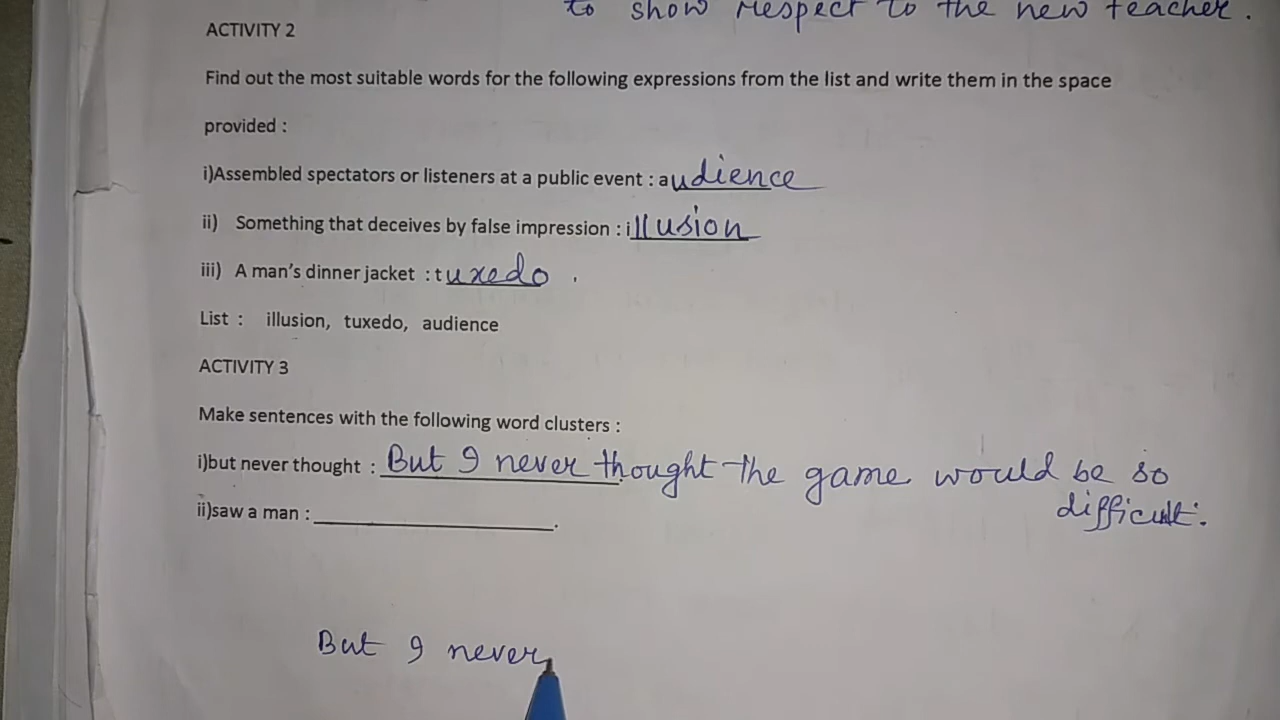 to show respect to the new teacher.
ACTIVITY 2
Find out the most suitable words for the following expressions from the list and write them in the space
provided :
i)Assembled spectators or listeners at a public event : audience
ii) Something that deceives by false impression : illusion
iii) A man's dinner jacket : tuxedo .
List : illusion, tuxedo, audience
ACTIVITY 3
Make sentences with the following word clusters :
i)but never thought : But I never thought the game would be so
difficult.
ii)saw a man : ____________________.
But I never